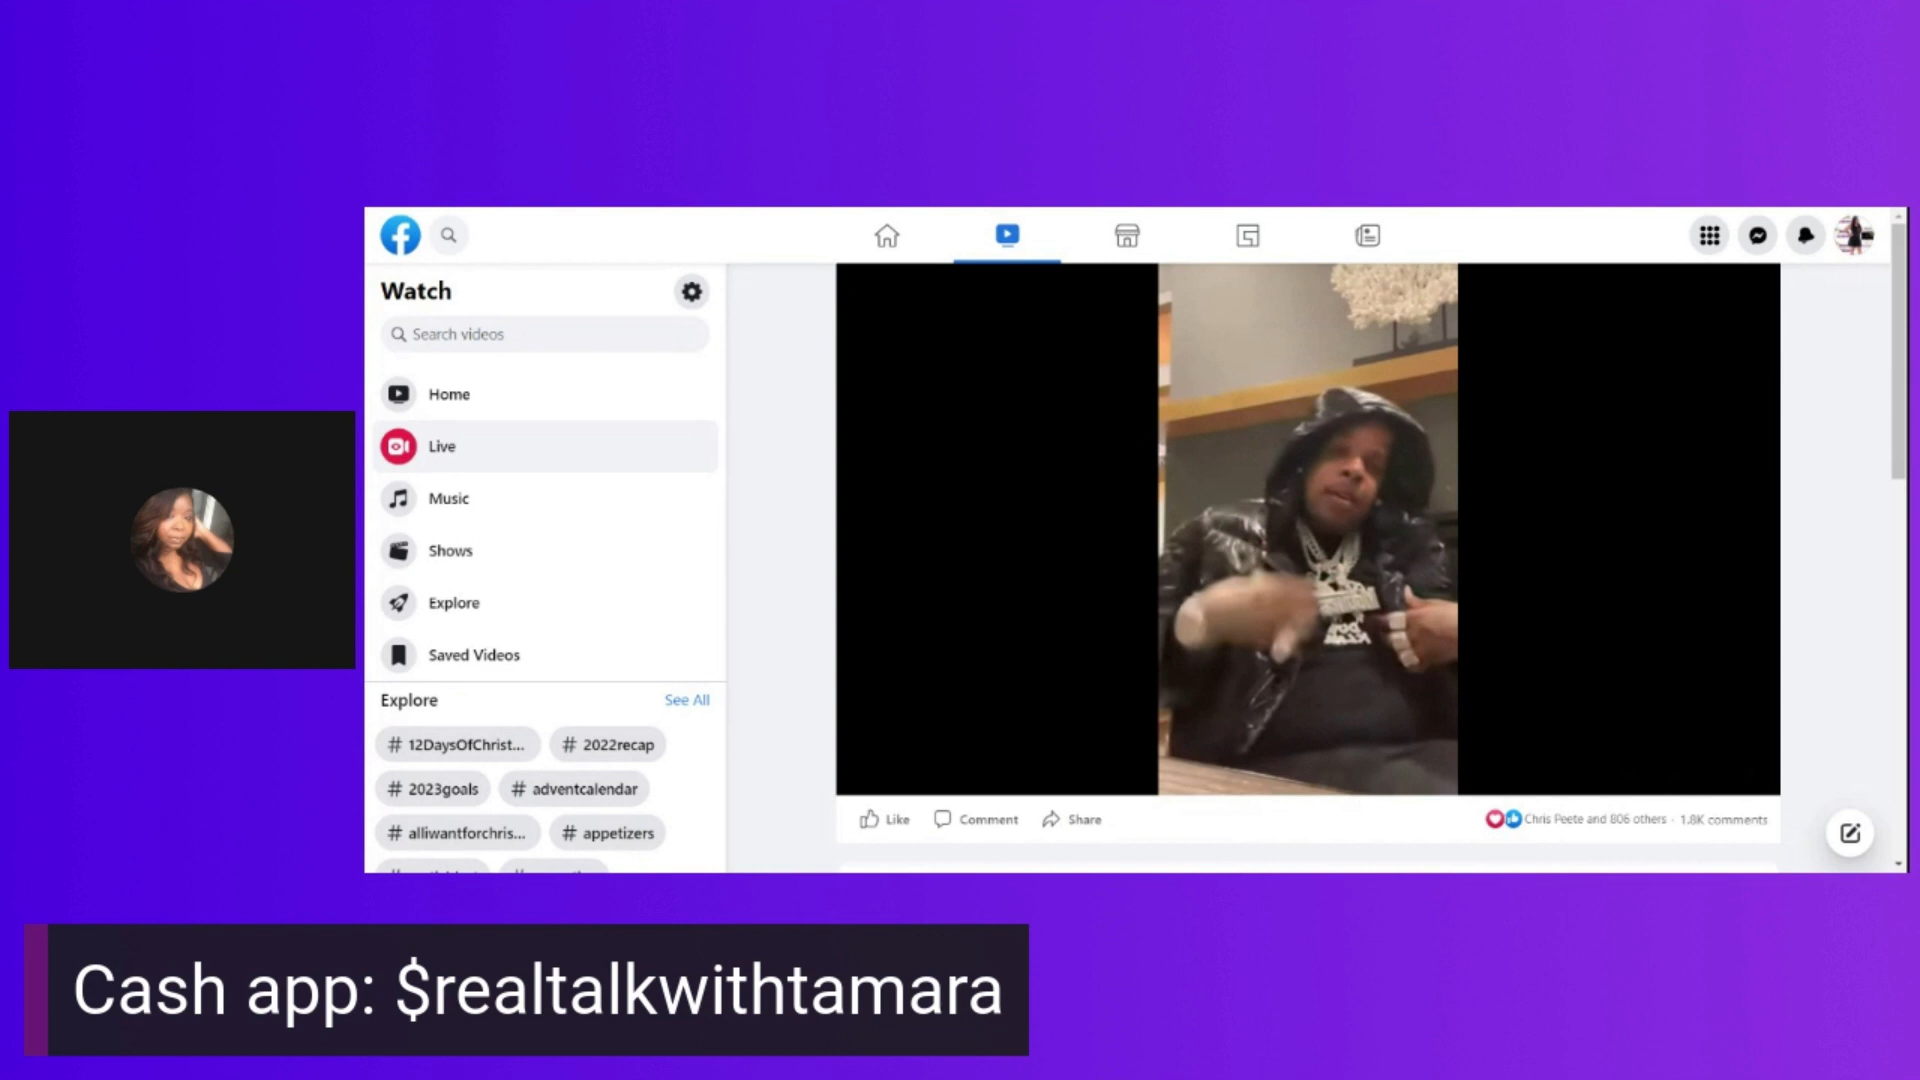 Watch
Search videos
Home
Live
Music
Shows
Explore
Saved Videos
Explore
See All
# 12DaysOfChrist...
# 2022recap
# 2023goals
# adventcalendar
# alliwantforchris...
# appetizers
Like
Comment
Share
Chris Peete and 806 others · 1.8K comments
Cash app: $realtalkwithtamara